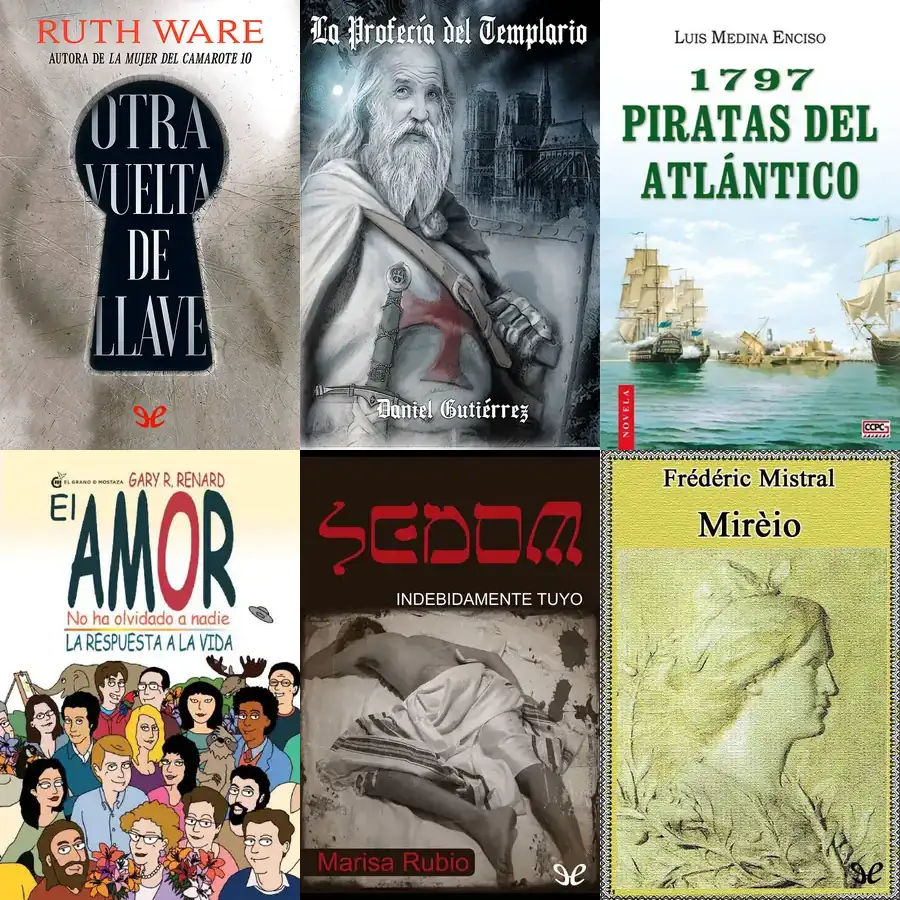 RUTH WARE
AUTORA DE LA MUJER DEL CAMAROTE 10
OTRA
VUELTA
DE
LLAVE
La Profecía del Templario
Daniel Gutiérrez
LUIS MEDINA ENCISO
1797
PIRATAS DEL
ATLÁNTICO
NOVELA
CCPC
EL GRANO D MOSTAZA
GARY R. RENARD
El
AMOR
No ha olvidado a nadie
LA RESPUESTA A LA VIDA
SEDOM
INDEBIDAMENTE TUYO
Marisa Rubio
Frédéric Mistral
Mirèio